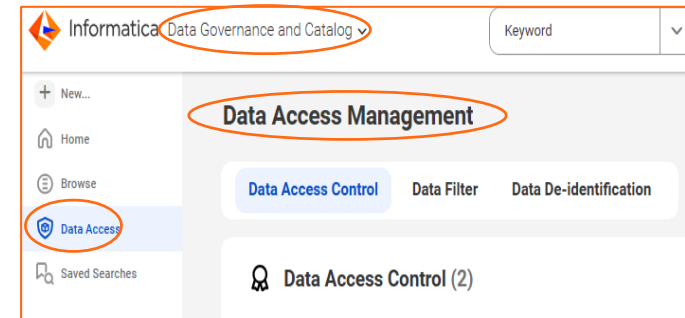 Informatica Data Governance and Catalog
Keyword
New...
Home
Browse
Data Access
Saved Searches
Data Access Management
Data Access Control Data Filter Data De-identification
Data Access Control (2)